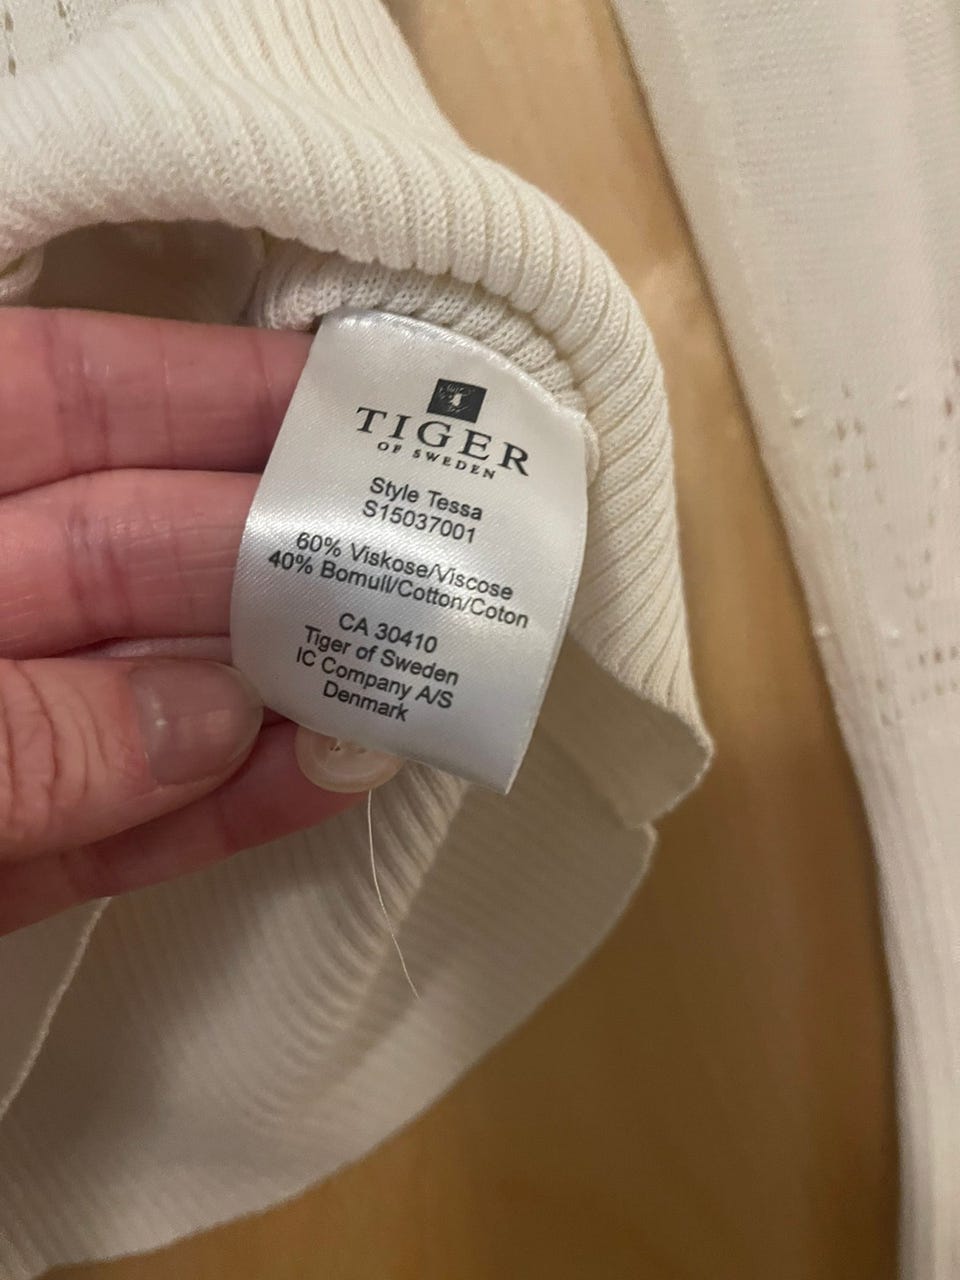 TIGER
OF SWEDEN
Style Tessa
S15037001
60% Viskose/Viscose
40% Bomull/Cotton/Coton
CA 30410
Tiger of Sweden
IC Company A/S
Denmark